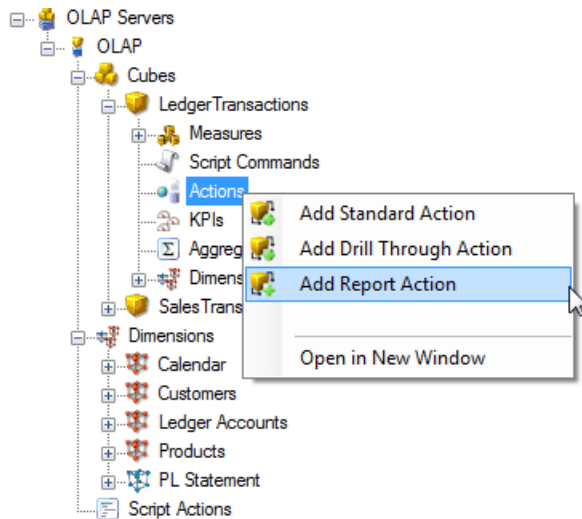 OLAP Servers
OLAP
Cubes
LedgerTransactions
Measures
Script Commands
Actions
Add Standard Action
KPIs
Aggreg
Add Drill Through Action
Dimens
Add Report Action
SalesTrans
Dimensions
Open in New Window
Calendar
Customers
Ledger Accounts
Products
PL Statement
Script Actions